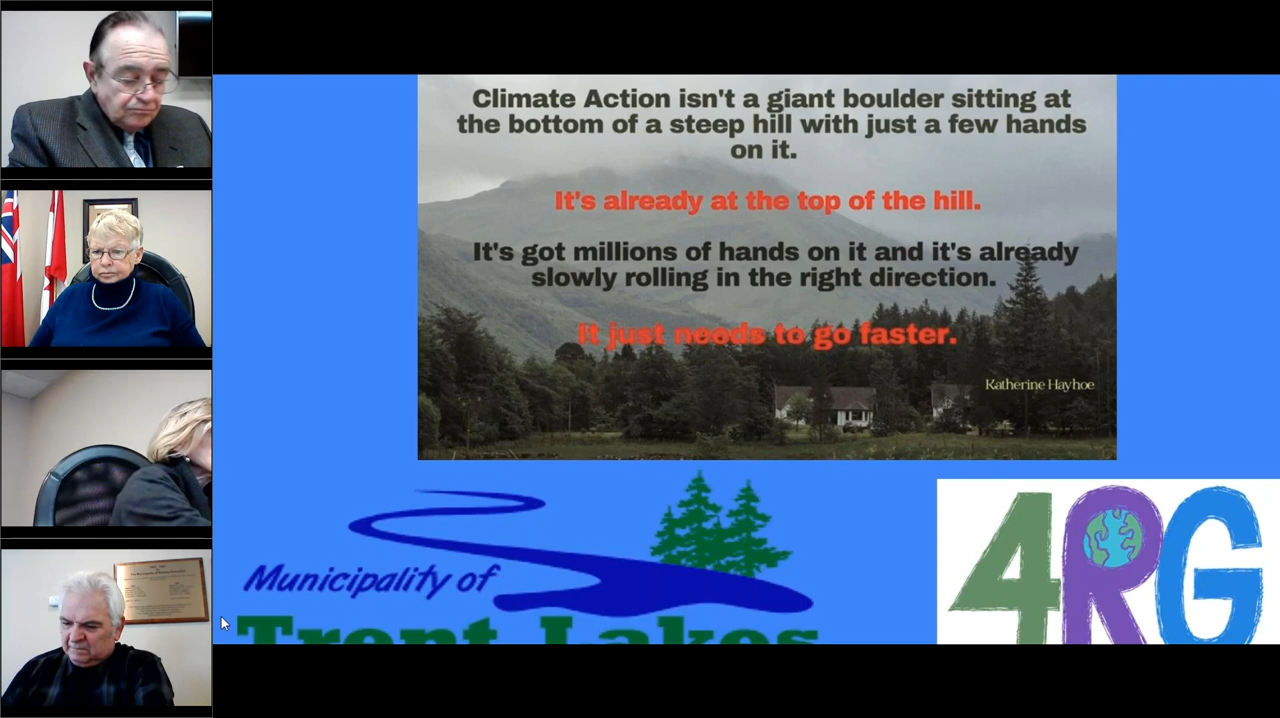 Climate Action isn't a giant boulder sitting at
the bottom of a steep hill with just a few hands
on it.
It's already at the top of the hill.
It's got millions of hands on it and it's already
slowly rolling in the right direction.
It just needs to go faster.
Katherine Hayhoe
Municipality of
Trent Lakes
4RG